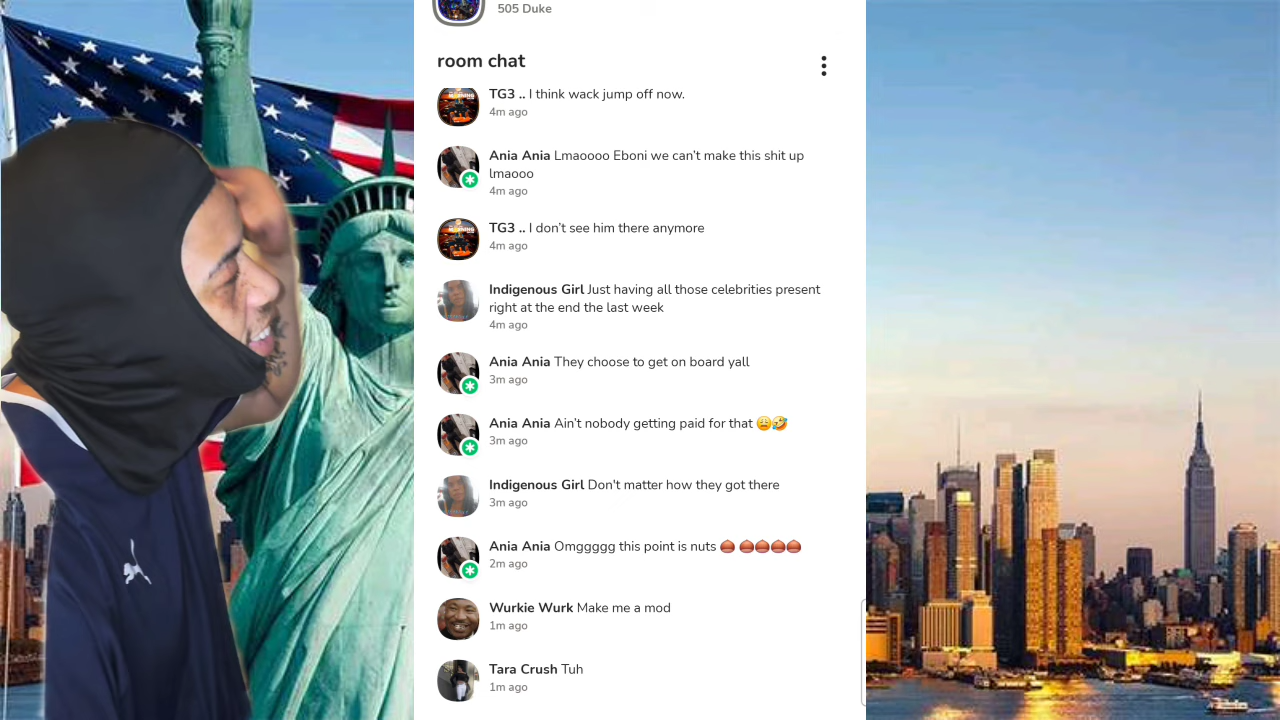 505 Duke
room chat
TG3 .. I think wack jump off now.
4m ago
Ania Ania Lmaoooo Eboni we can't make this shit up
lmaooo
4m ago
TG3 .. I don't see him there anymore
4m ago
Indigenous Girl Just having all those celebrities present
right at the end the last week
4m ago
Ania Ania They choose to get on board yall
3m ago
Ania Ania Ain't nobody getting paid for that 😩🤣
3m ago
Indigenous Girl Don't matter how they got there
3m ago
Ania Ania Omggggg this point is nuts 🌰 🌰🌰🌰🌰
2m ago
Wurkie Wurk Make me a mod
1m ago
Tara Crush Tuh
1m ago